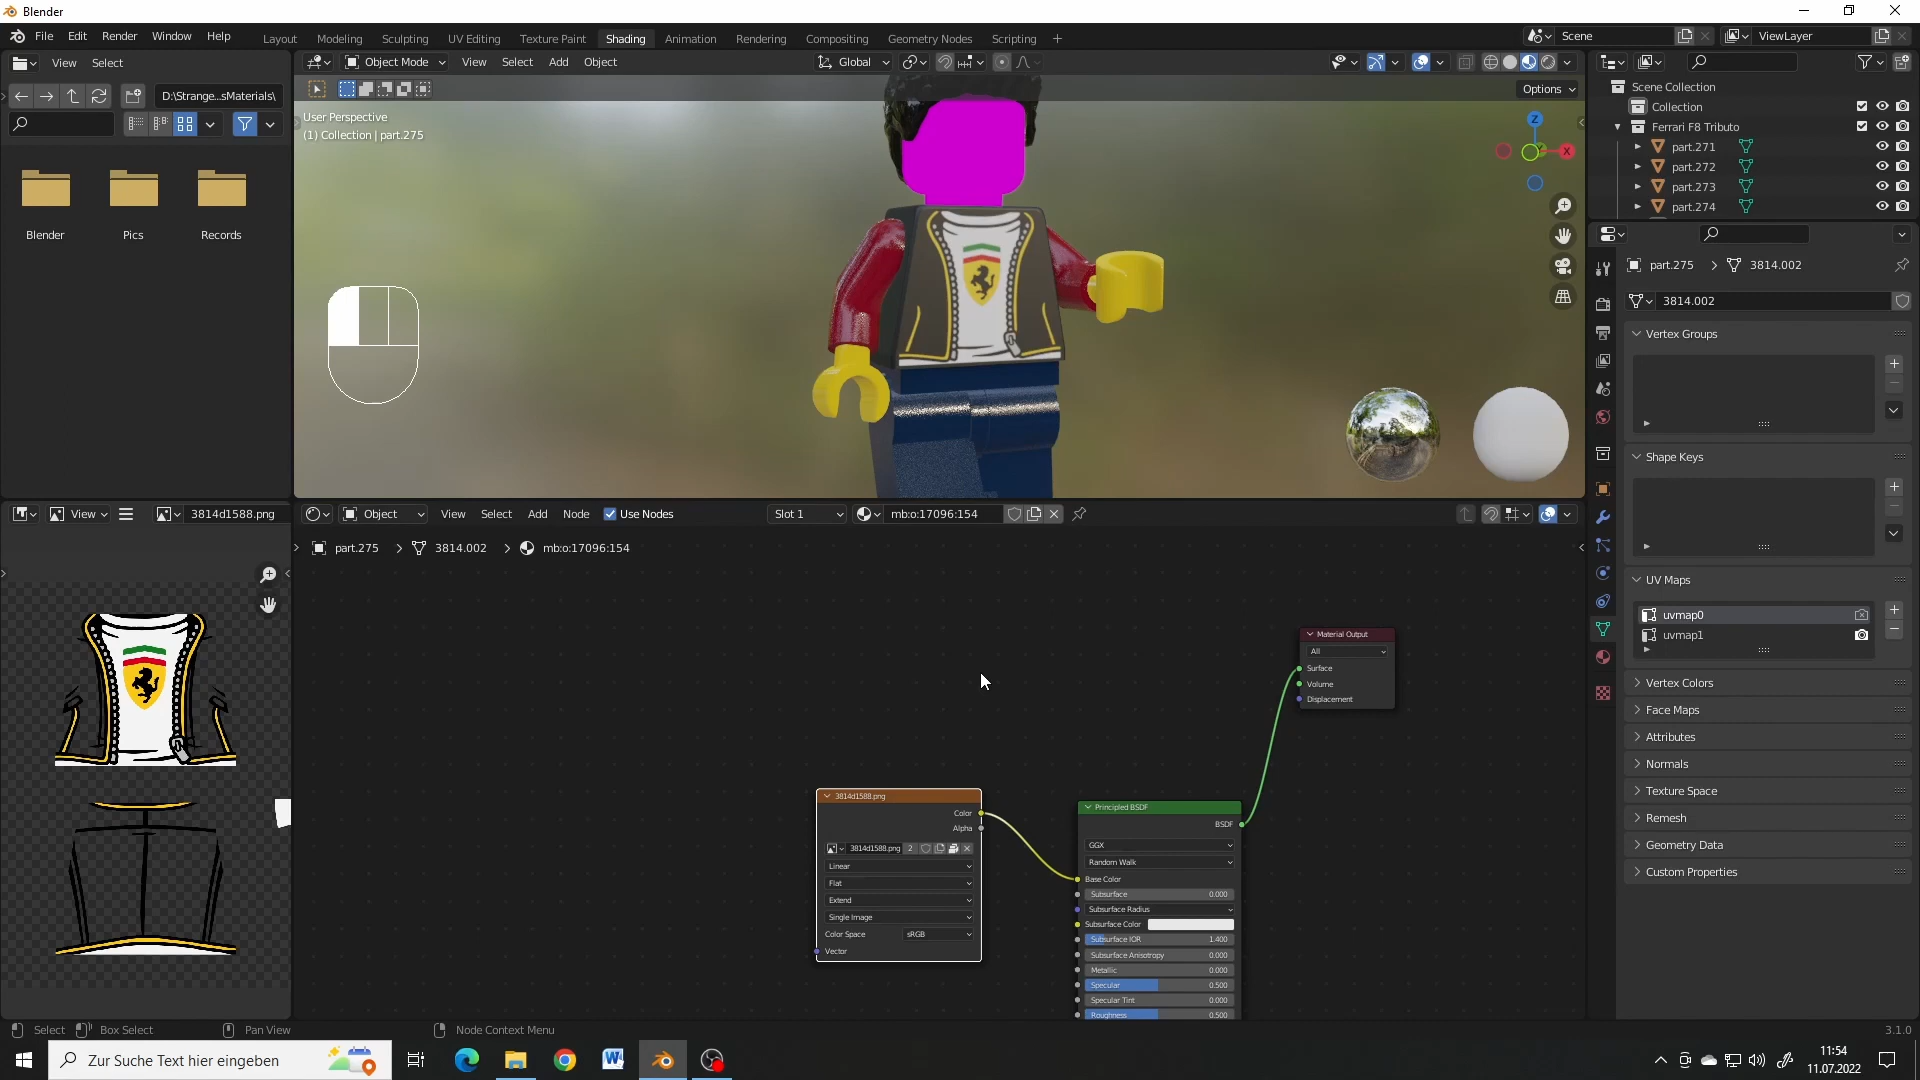 Blender
File Edit Render Window Help
Layout Modeling Sculpting UV Editing Texture Paint Shading Animation Rendering Compositing Geometry Nodes Scripting +
Scene
ViewLayer
View Select
Object Mode View Select Add Object
Global
D:\Strange...sMaterials\
Options
User Perspective
(1) Collection | part.275
Z
X
Blender
Pics
Records
Scene Collection
Collection
Ferrari F8 Tributo
part.271
part.272
part.273
part.274
part.275 > 3814.002
3814.002
Vertex Groups
Shape Keys
UV Maps
uvmap0
uvmap1
Vertex Colors
Face Maps
Attributes
Normals
Texture Space
Remesh
Geometry Data
Custom Properties
View
3814d1588.png
Object View Select Add Node Use Nodes
Slot 1
mb:o:17096:154
part.275 > 3814.002 > mb:o:17096:154
Material Output
All
Surface
Volume
Displacement
3814d1588.png
Color
Alpha
3814d1588.png 2
Linear
Flat
Extend
Single Image
Color Space sRGB
Vector
Principled BSDF
BSDF
GGX
Random Walk
Base Color
Subsurface 0.000
Subsurface Radius
Subsurface Color
Subsurface IOR 1.400
Subsurface Anisotropy 0.000
Metallic 0.000
Specular 0.500
Specular Tint 0.000
Roughness 0.500
Select Box Select Pan View Node Context Menu
3.1.0
Zur Suche Text hier eingeben
11:54
11.07.2022